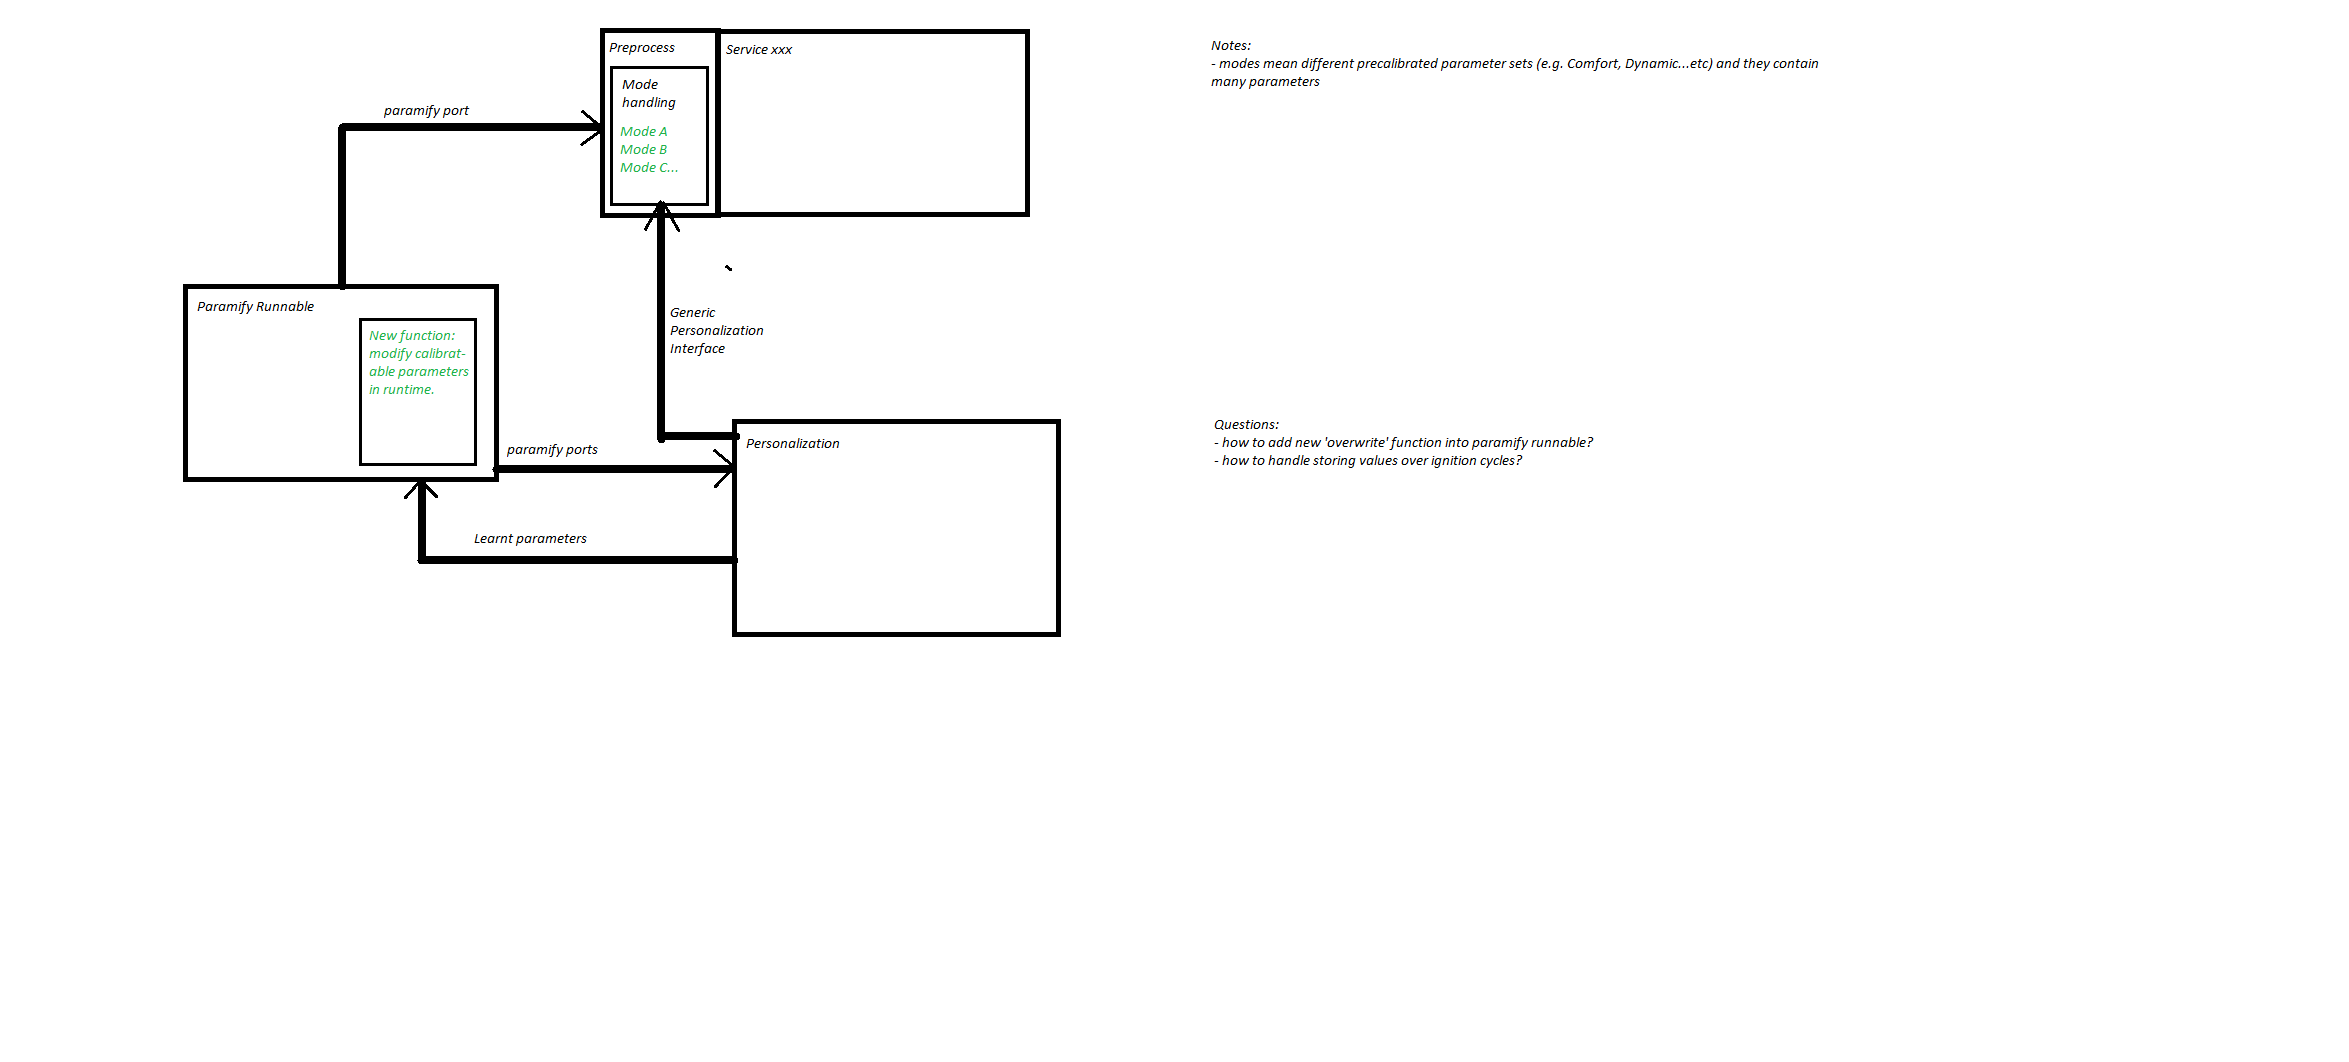 Preprocess
Service xxx
Mode
handling
Mode A
Mode B
Mode C...
Notes:
- modes mean different precalibrated parameter sets (e.g. Comfort, Dynamic...etc) and they contain
many parameters
paramify port
Paramify Runnable
New function:
modify calibrat-
able parameters
in runtime.
Generic
Personalization
Interface
paramify ports
Personalization
Learnt parameters
Questions:
- how to add new 'overwrite' function into paramify runnable?
- how to handle storing values over ignition cycles?